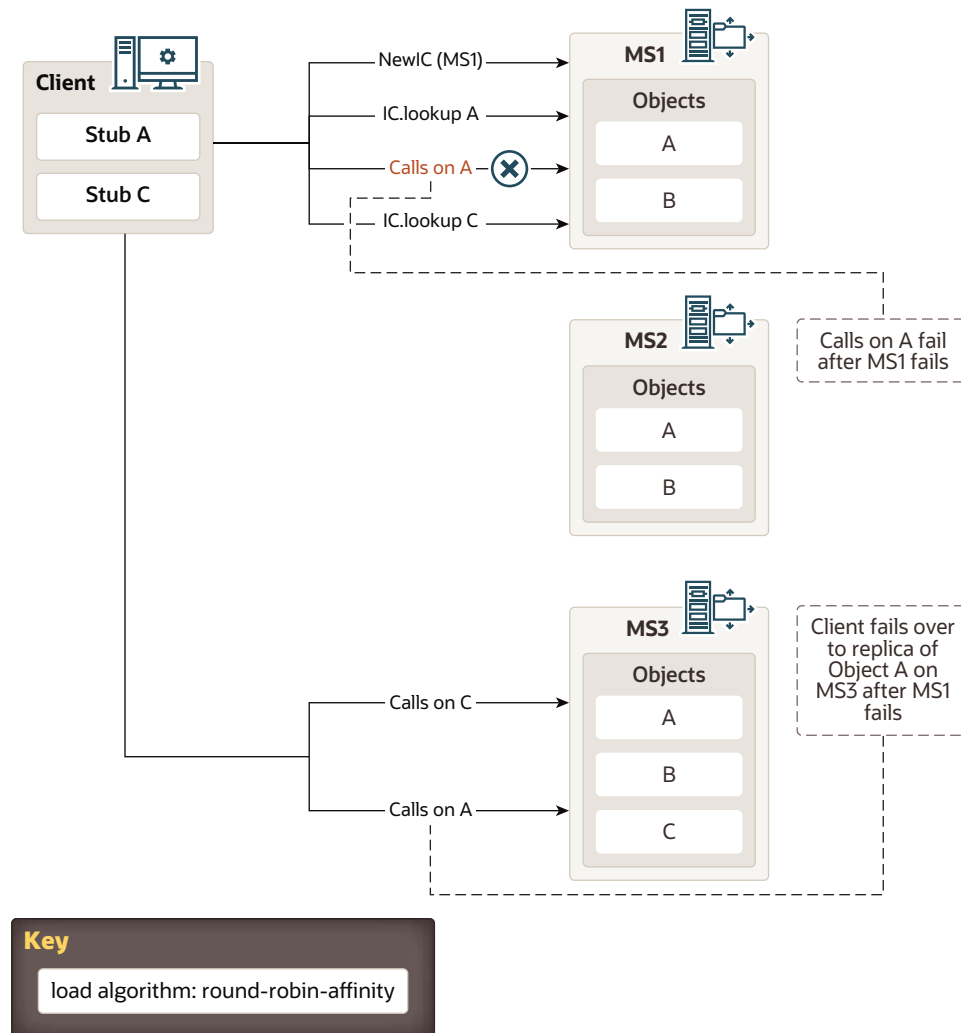 Client
Stub A
Stub C
NewIC (MS1)
IC.lookup A
Calls on A
IC.lookup C
MS1
Objects
A
B
MS2
Objects
A
B
Calls on A fail
after MS1 fails
MS3
Objects
A
B
C
Calls on C
Calls on A
Client fails over
to replica of
Object A on
MS3 after MS1
fails
Key
load algorithm: round-robin-affinity